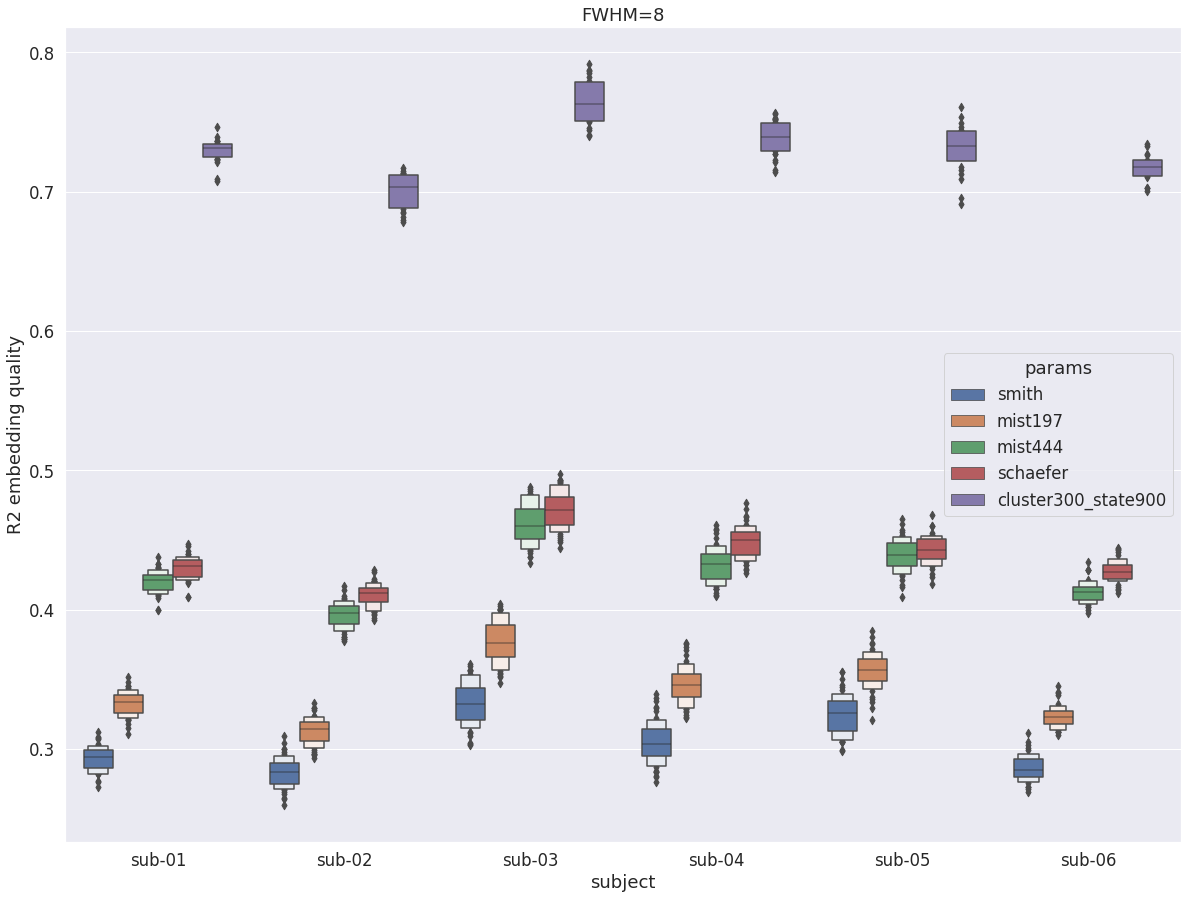 FWHM=8
0.8
0.7
0.6
0.5
0.4
0.3
R2 embedding quality
params
smith
mist197
mist444
schaefer
cluster300_state900
sub-01
sub-02
sub-03
sub-04
sub-05
sub-06
subject